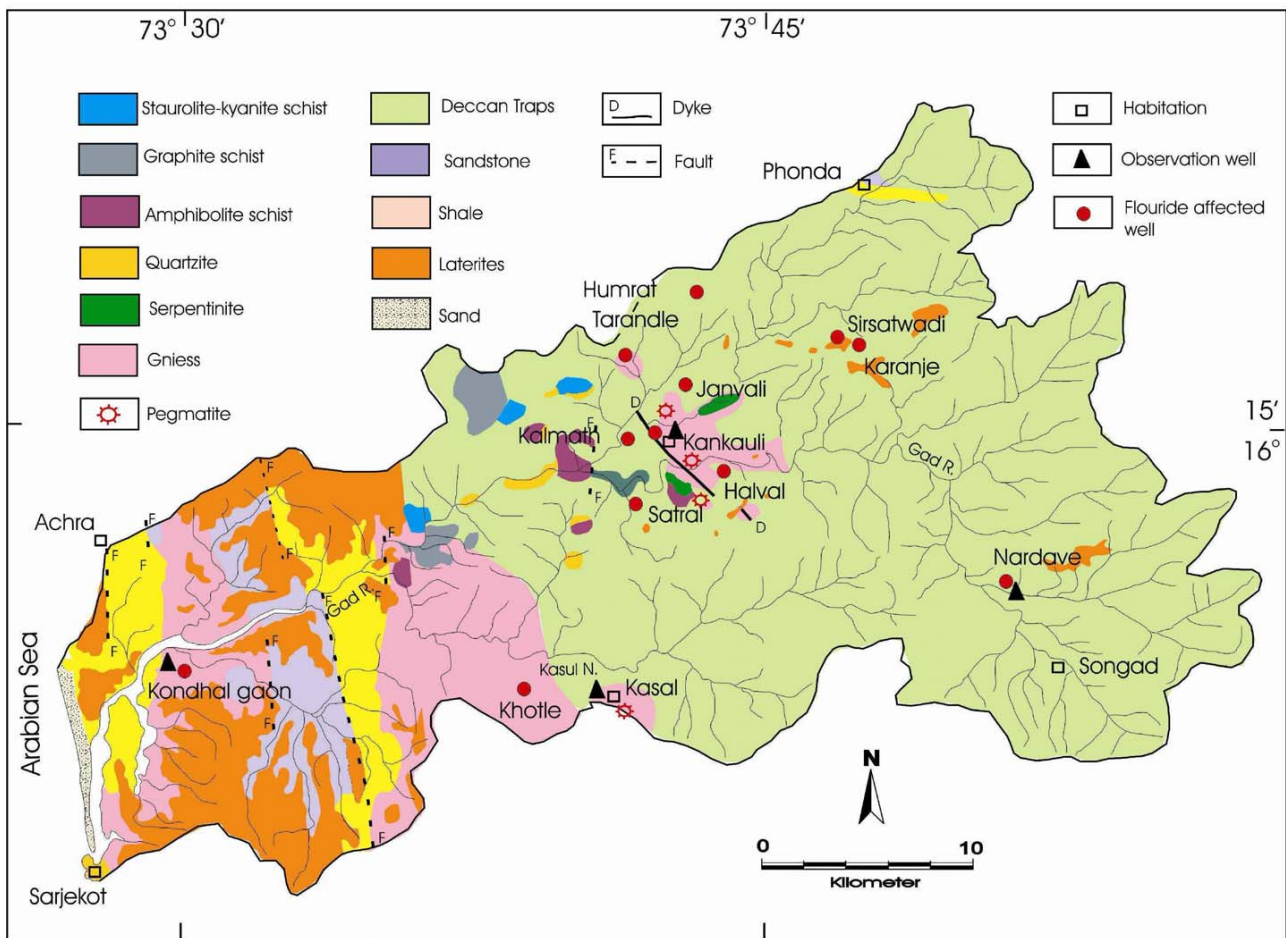 73° 30′
73° 45′
Staurolite-kyanite schist
Graphite schist
Amphibolite schist
Quartzite
Serpentinite
Gniess
Pegmatite
Deccan Traps
Sandstone
Shale
Laterites
Sand
D
Dyke
F
Fault
Habitation
Observation well
Flouride affected
well
Phonda
Humrat
Tarandle
Sirsatwadi
Karanje
Janvali
D
15′
16°
Kalmath
F
Kankauli
Gad R.
Halval
F
Satral
D
F
Achra
F
F
F
F
F
Nardave
Gad R.
F
F
F
Arabian Sea
Kondhal gaon
Kasul N.
Kasal
Khotle
Songad
F
F
Sarjekot
N
0 10
Kilometer